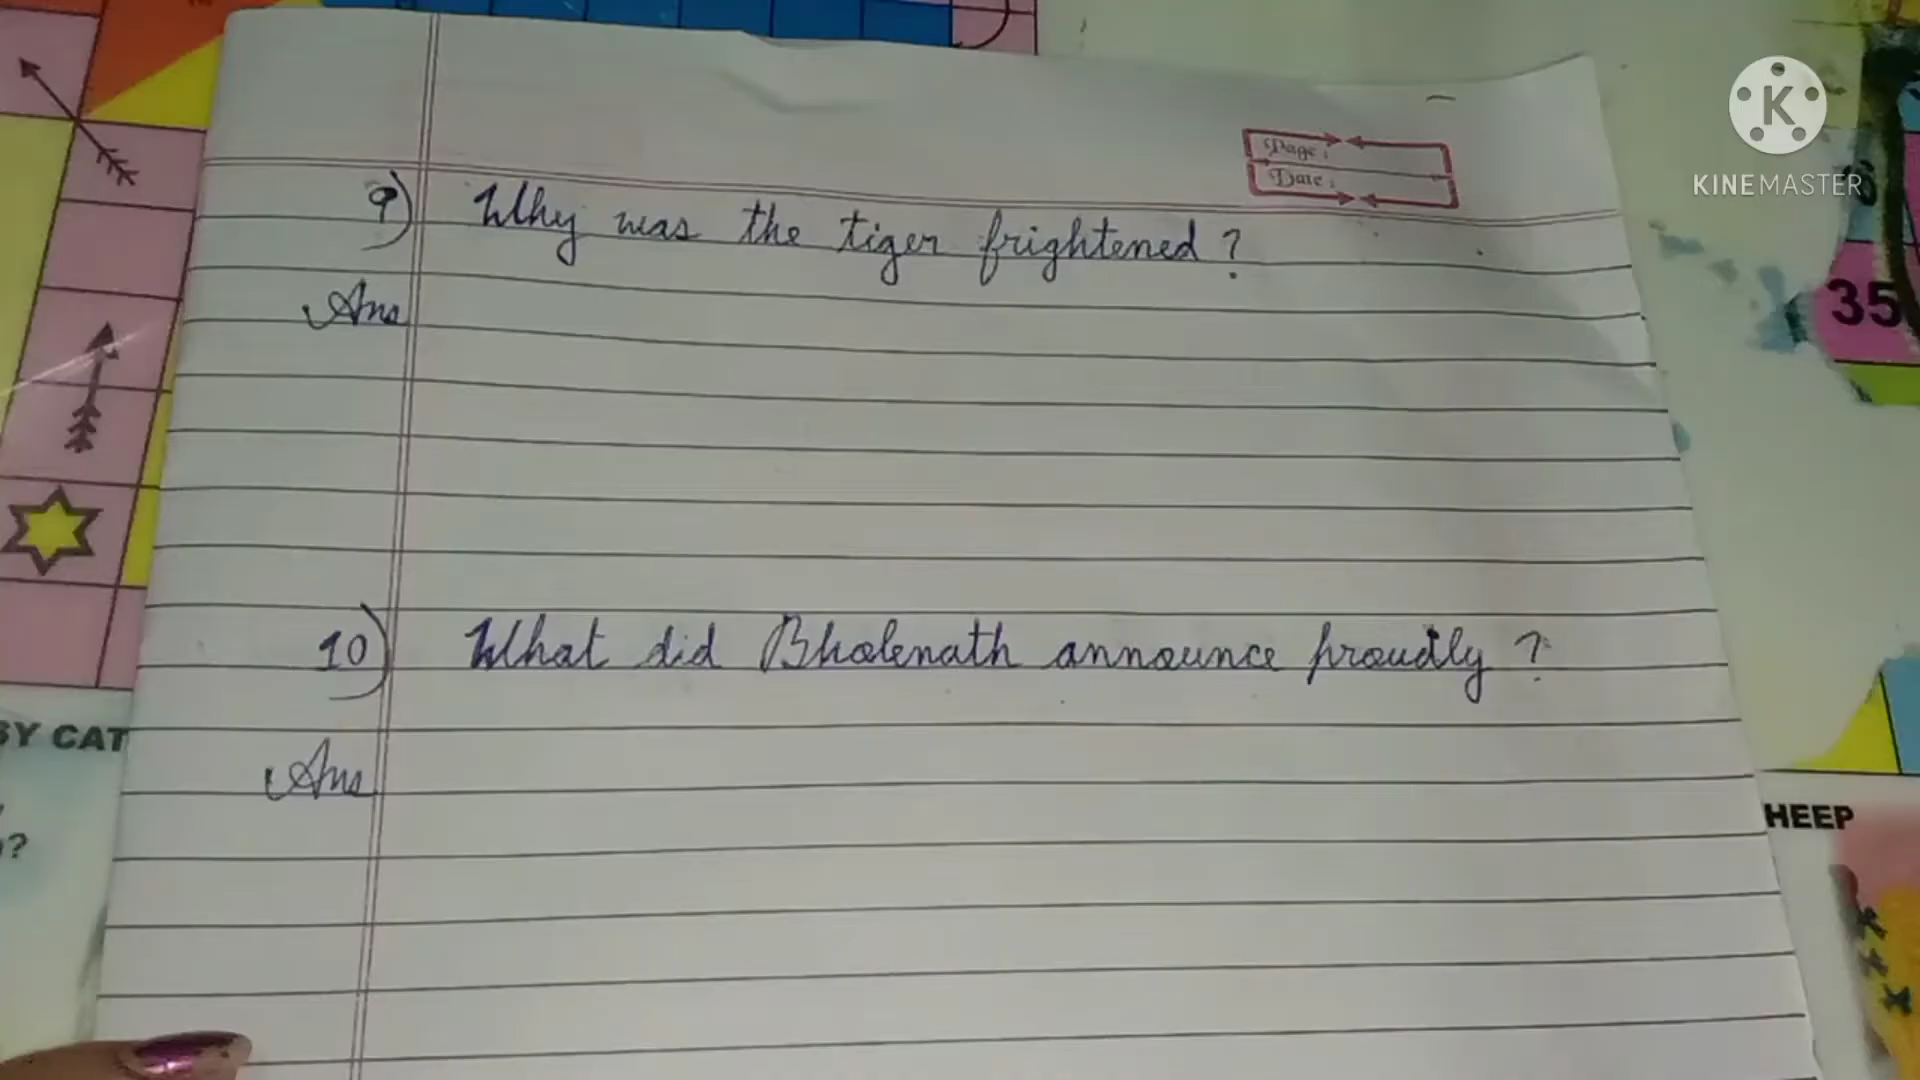 KINEMASTER
Page :
Date :
9) Why was the tiger frightened ?
Ans
35
10) What did Bholenath announce proudly ?
SY CAT
Ans
HEEP
?